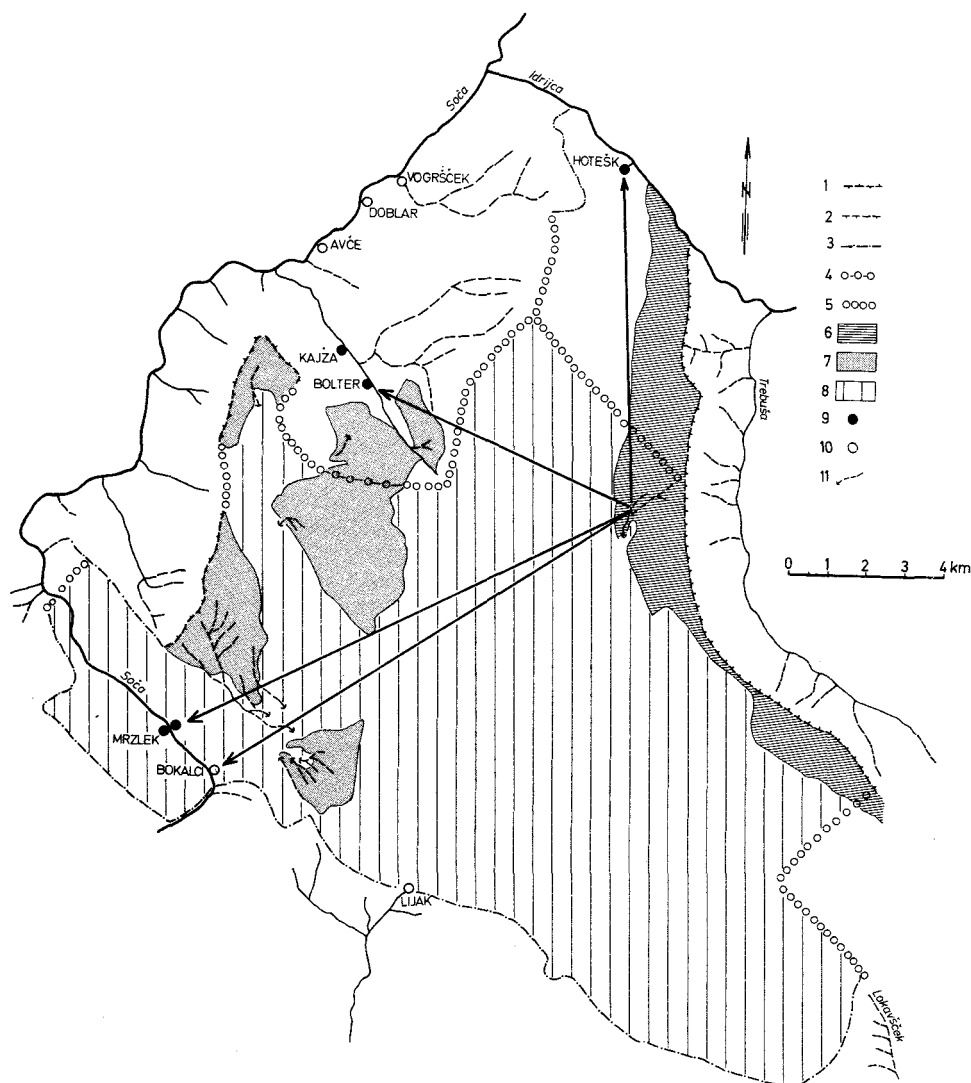 Soča
Idrijca
HOTEŠK
VOGRŠČEK
DOBLAR
AVČE
N
1
2
3
4
5
6
7
8
9
10
11
KAJŽA
BOLTER
Trebuša
0 1 2 3 4 km
Soča
MRZLEK
BOKALCI
LIJAK
Lokavšček